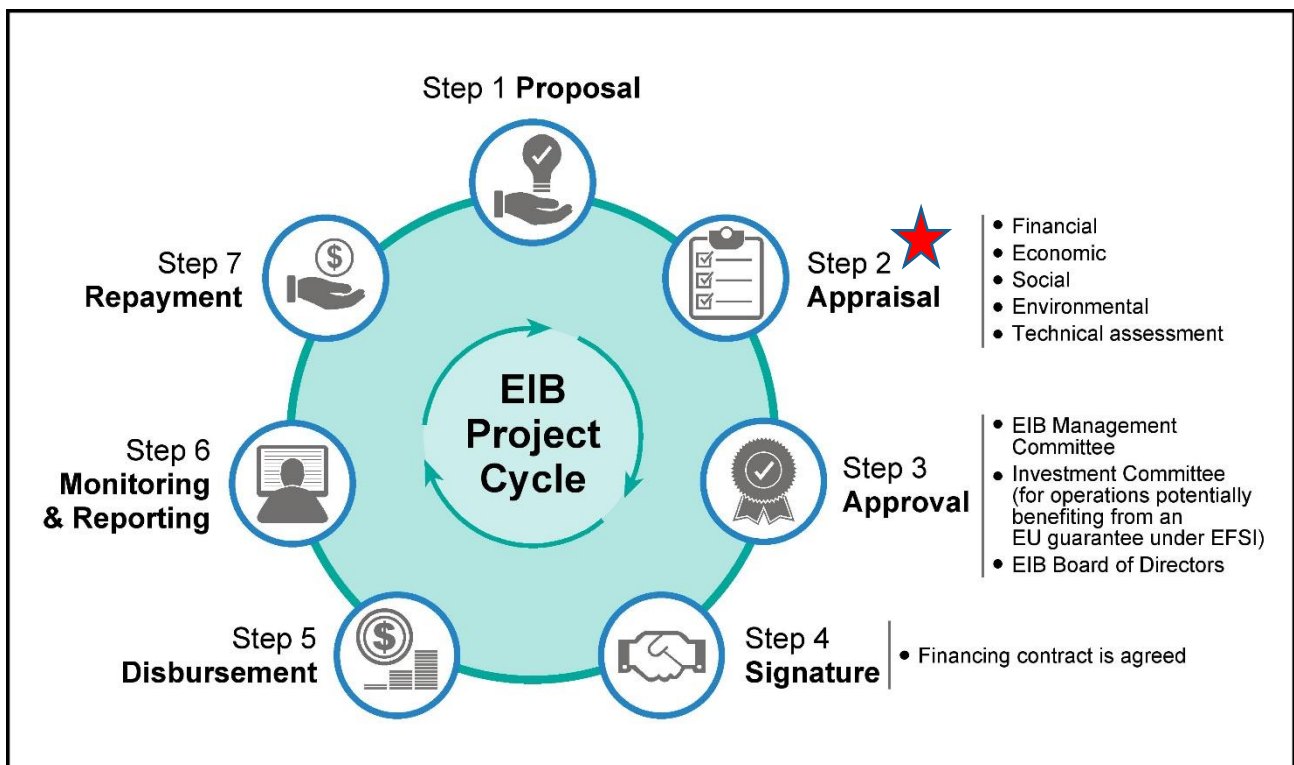 Step 1 Proposal
Step 2
Appraisal
• Financial
• Economic
• Social
• Environmental
• Technical assessment
Step 3
Approval
• EIB Management
Committee
• Investment Committee
(for operations potentially
benefiting from an
EU guarantee under EFSI)
• EIB Board of Directors
Step 4
Signature
• Financing contract is agreed
Step 5
Disbursement
$
Step 6
Monitoring
& Reporting
Step 7
Repayment
$
EIB
Project
Cycle